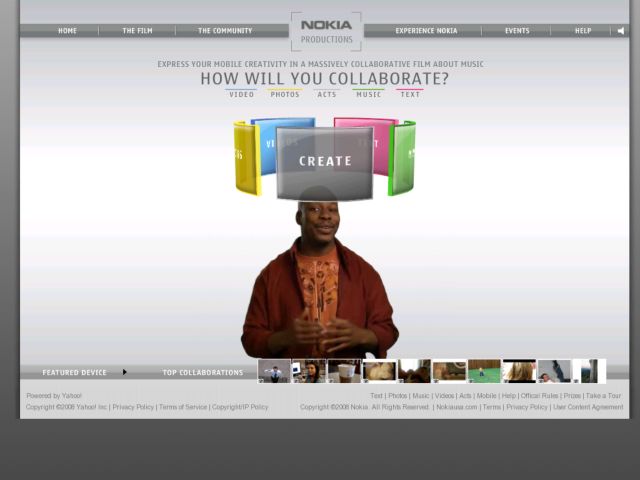 HOME THE FILM THE COMMUNITY NOKIA EXPERIENCE NOKIA EVENTS HELP
PRODUCTIONS
EXPRESS YOUR MOBILE CREATIVITY IN A MASSIVELY COLLABORATIVE FILM ABOUT MUSIC
HOW WILL YOU COLLABORATE?
VIDEO PHOTOS ACTS MUSIC TEXT
VIDEOS TEXT
CREATE
FEATURED DEVICE TOP COLLABORATIONS
Powered by Yahoo! Text | Photos | Music | Videos | Acts | Mobile | Help | Offical Rules | Prizes | Take a Tour
Copyright ©2008 Yahoo! Inc | Privacy Policy | Terms of Service | Copyright/IP Policy Copyright ©2008 Nokia. All Rights Reserved. | Nokiausa.com | Terms | Privacy Policy | User Content Agreement